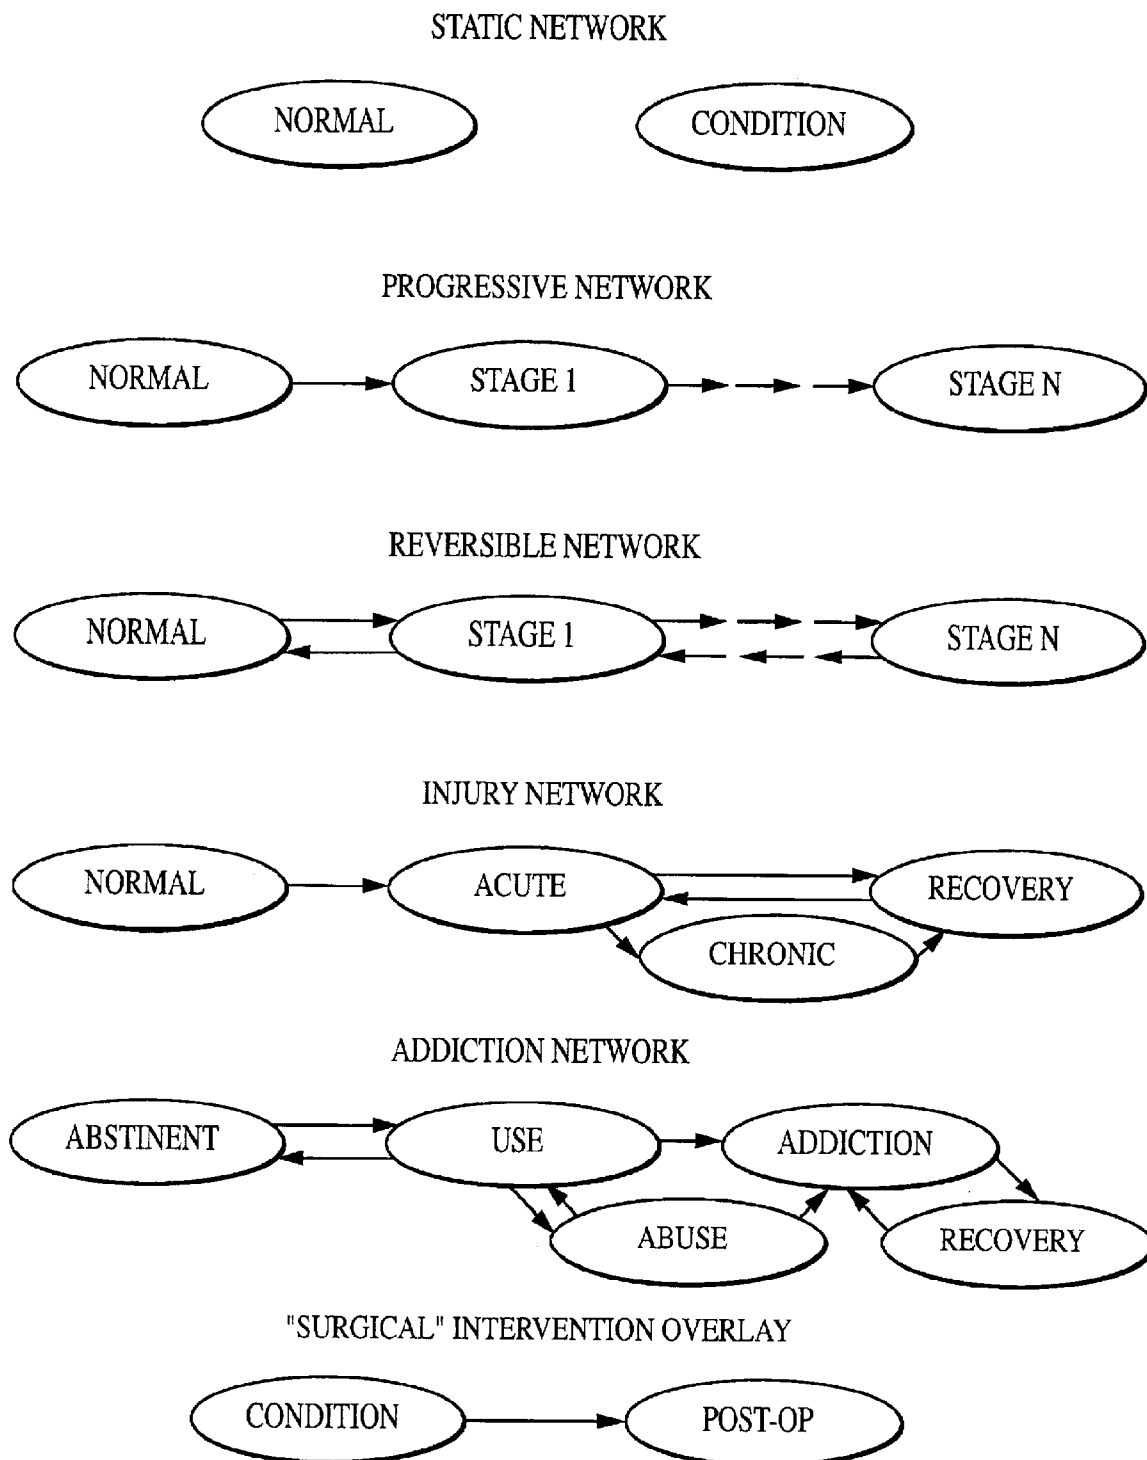 STATIC NETWORK
NORMAL CONDITION
PROGRESSIVE NETWORK
NORMAL STAGE 1 STAGE N
REVERSIBLE NETWORK
NORMAL STAGE 1 STAGE N
INJURY NETWORK
NORMAL ACUTE RECOVERY
CHRONIC
ADDICTION NETWORK
ABSTINENT USE ADDICTION
ABUSE RECOVERY
"SURGICAL" INTERVENTION OVERLAY
CONDITION POST-OP